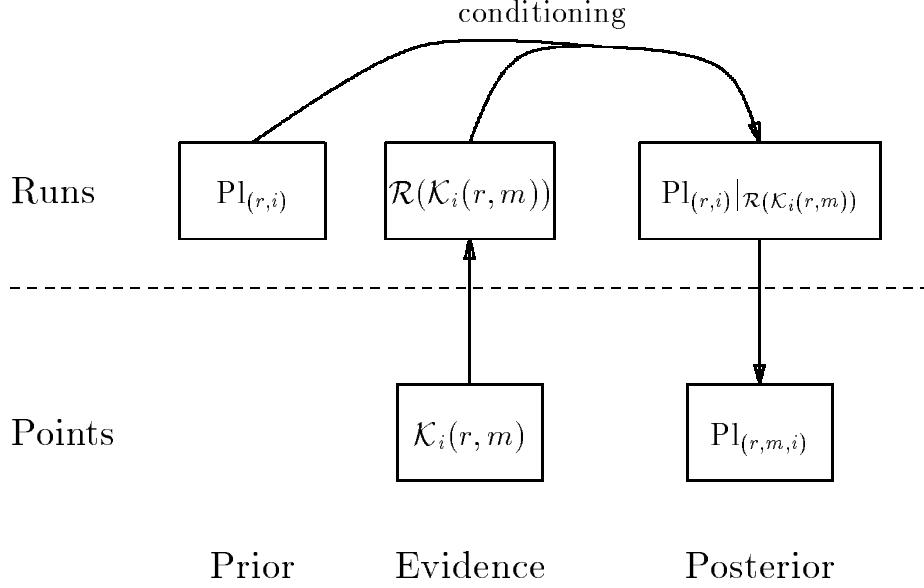 conditioning
Runs Pl_{(r,i)} \mathcal{R}(\mathcal{K}_i(r,m)) Pl_{(r,i)}|_{\mathcal{R}(\mathcal{K}_i(r,m))}
Points \mathcal{K}_i(r,m) Pl_{(r,m,i)}
Prior Evidence Posterior